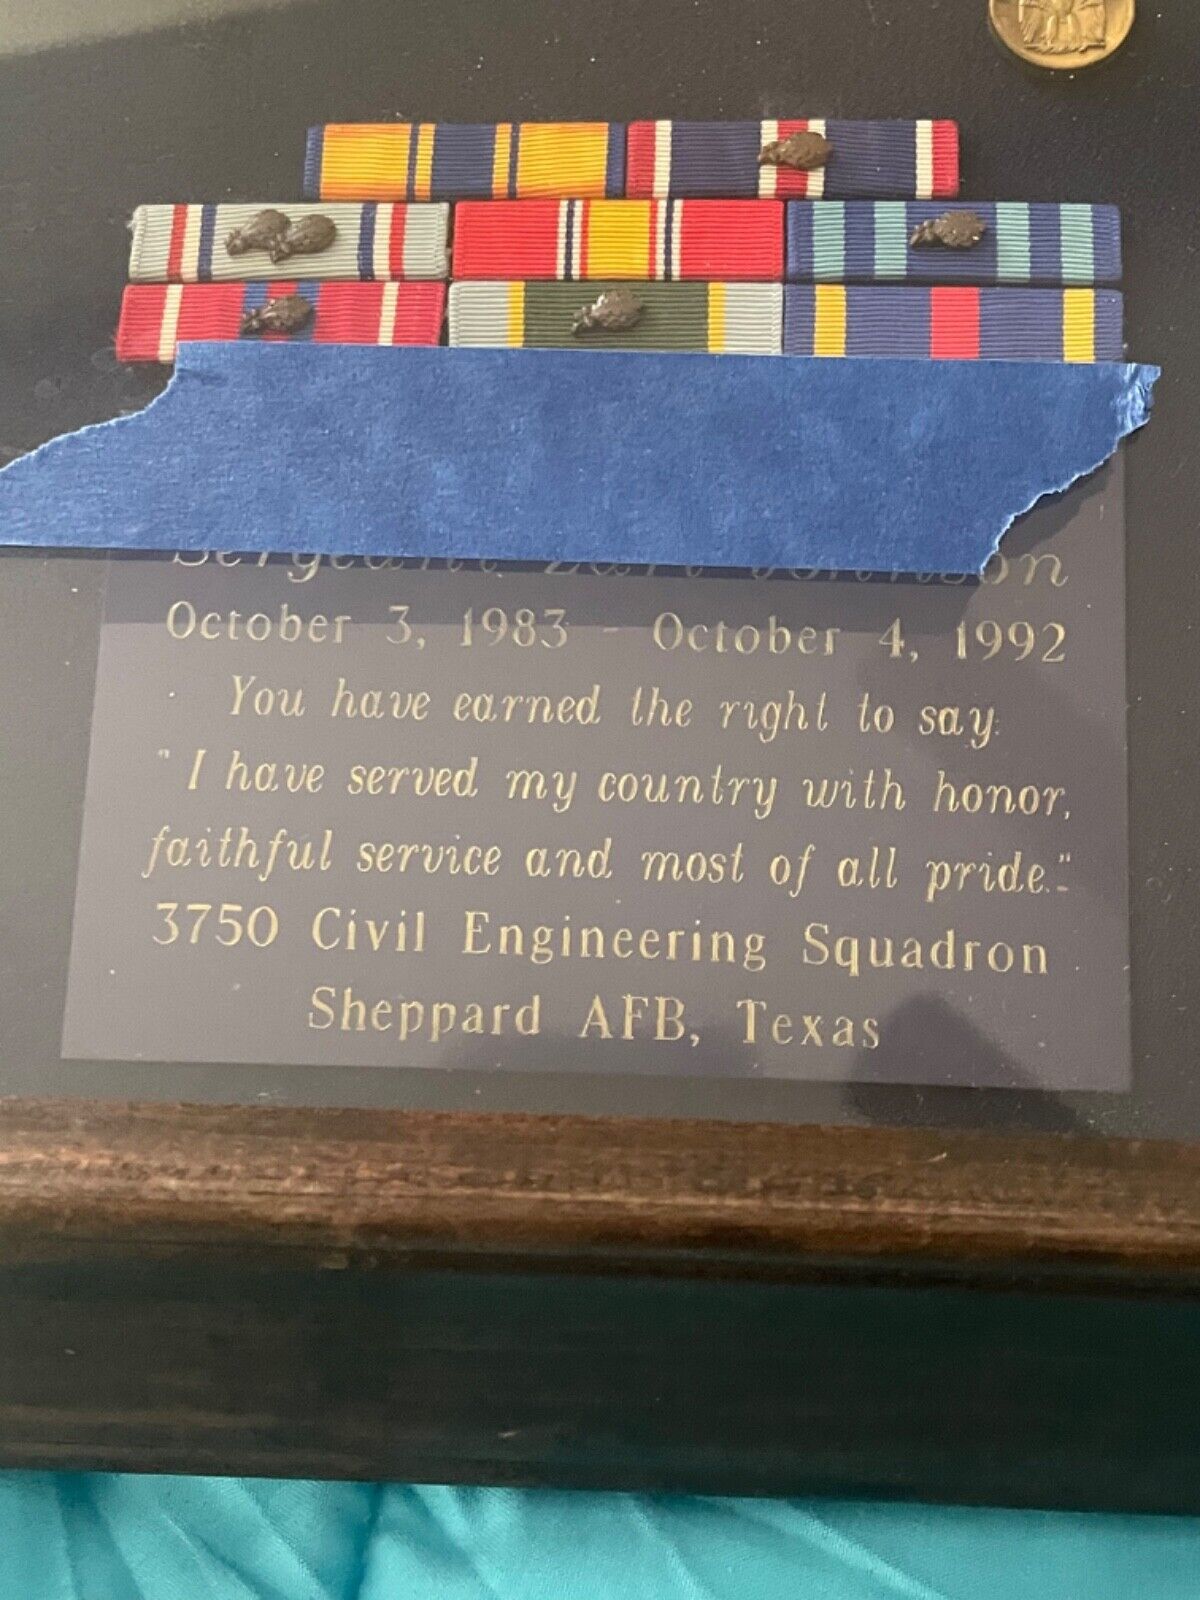 Sergeant
October 3, 1983 - October 4, 1992
You have earned the right to say:
"I have served my country with honor,
faithful service and most of all pride."
3750 Civil Engineering Squadron
Sheppard AFB, Texas